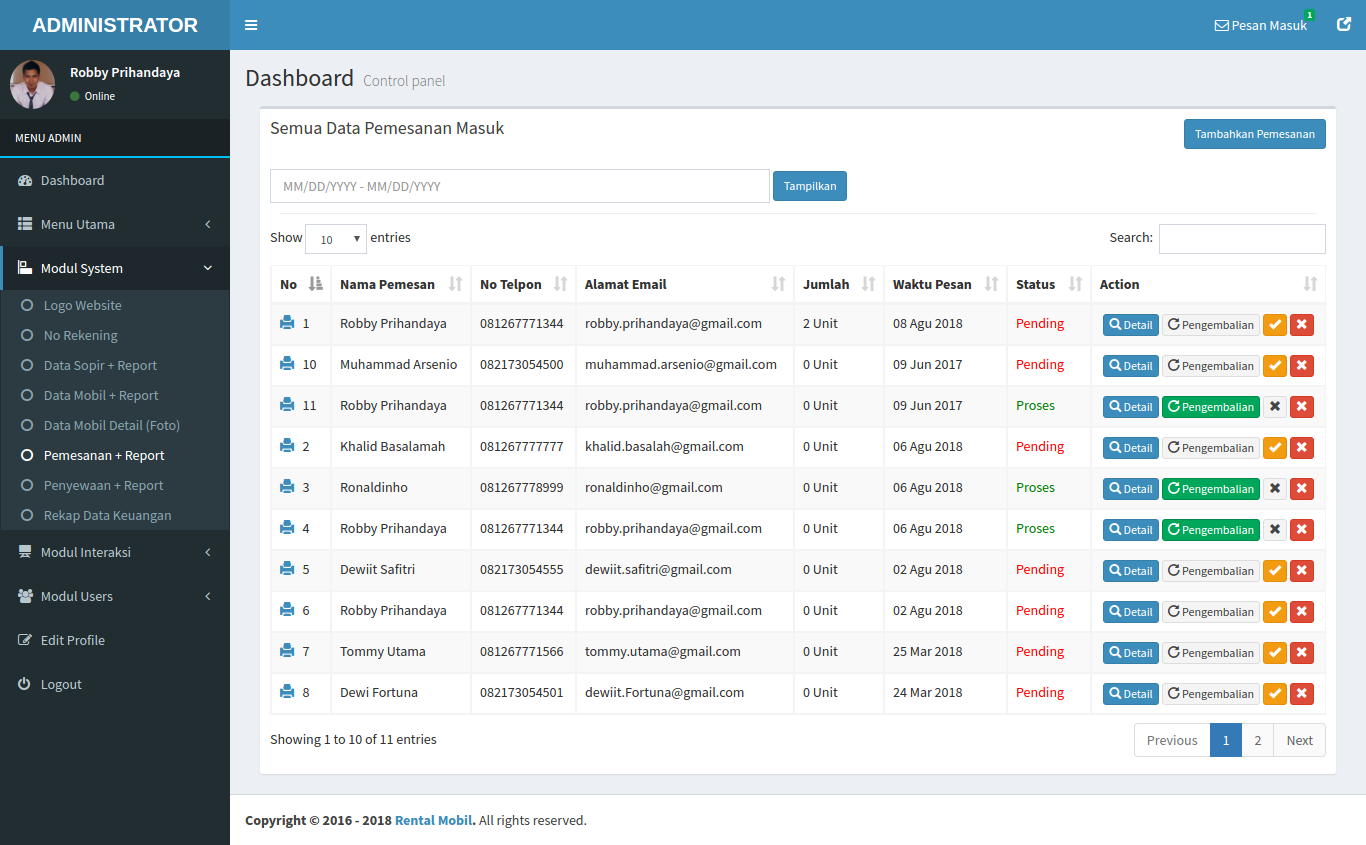 ADMINISTRATOR
Pesan Masuk 1
Robby Prihandaya
Online
MENU ADMIN
Dashboard
Menu Utama
Modul System
Logo Website
No Rekening
Data Sopir + Report
Data Mobil + Report
Data Mobil Detail (Foto)
Pemesanan + Report
Penyewaan + Report
Rekap Data Keuangan
Modul Interaksi
Modul Users
Edit Profile
Logout
Dashboard Control panel
Semua Data Pemesanan Masuk
Tambahkan Pemesanan
MM/DD/YYYY - MM/DD/YYYY Tampilkan
Show 10 entries Search:
No Nama Pemesan No Telpon Alamat Email Jumlah Waktu Pesan Status Action
1 Robby Prihandaya 081267771344 robby.prihandaya@gmail.com 2 Unit 08 Agu 2018 Pending Detail Pengembalian
10 Muhammad Arsenio 082173054500 muhammad.arsenio@gmail.com 0 Unit 09 Jun 2017 Pending Detail Pengembalian
11 Robby Prihandaya 081267771344 robby.prihandaya@gmail.com 0 Unit 09 Jun 2017 Proses Detail Pengembalian
2 Khalid Basalamah 081267777777 khalid.basalah@gmail.com 0 Unit 06 Agu 2018 Pending Detail Pengembalian
3 Ronaldinho 081267778999 ronaldinho@gmail.com 0 Unit 06 Agu 2018 Proses Detail Pengembalian
4 Robby Prihandaya 081267771344 robby.prihandaya@gmail.com 0 Unit 06 Agu 2018 Proses Detail Pengembalian
5 Dewiit Safitri 082173054555 dewiit.safitri@gmail.com 0 Unit 02 Agu 2018 Pending Detail Pengembalian
6 Robby Prihandaya 081267771344 robby.prihandaya@gmail.com 0 Unit 02 Agu 2018 Pending Detail Pengembalian
7 Tommy Utama 081267771566 tommy.utama@gmail.com 0 Unit 25 Mar 2018 Pending Detail Pengembalian
8 Dewi Fortuna 082173054501 dewiit.Fortuna@gmail.com 0 Unit 24 Mar 2018 Pending Detail Pengembalian
Showing 1 to 10 of 11 entries
Previous 1 2 Next
Copyright © 2016 - 2018 Rental Mobil. All rights reserved.